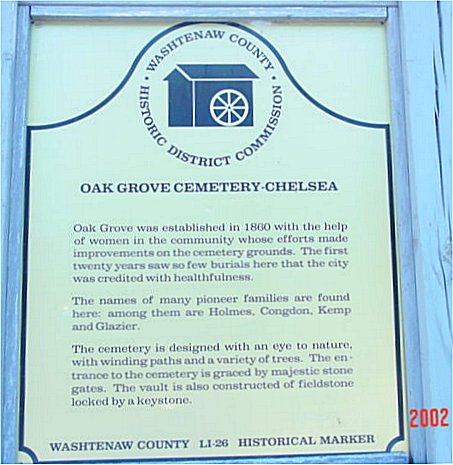 WASHTENAW COUNTY
HISTORIC DISTRICT COMMISSION
OAK GROVE CEMETERY-CHELSEA
Oak Grove was established in 1860 with the help
of women in the community whose efforts made
improvements on the cemetery grounds. The first
twenty years saw so few burials here that the city
was credited with healthfulness.
The names of many pioneer families are found
here: among them are Holmes, Congdon, Kemp
and Glazier.
The cemetery is designed with an eye to nature,
with winding paths and a variety of trees. The en-
trance to the cemetery is graced by majestic stone
gates. The vault is also constructed of fieldstone
locked by a keystone.
WASHTENAW COUNTY LI-26 HISTORICAL MARKER
2002